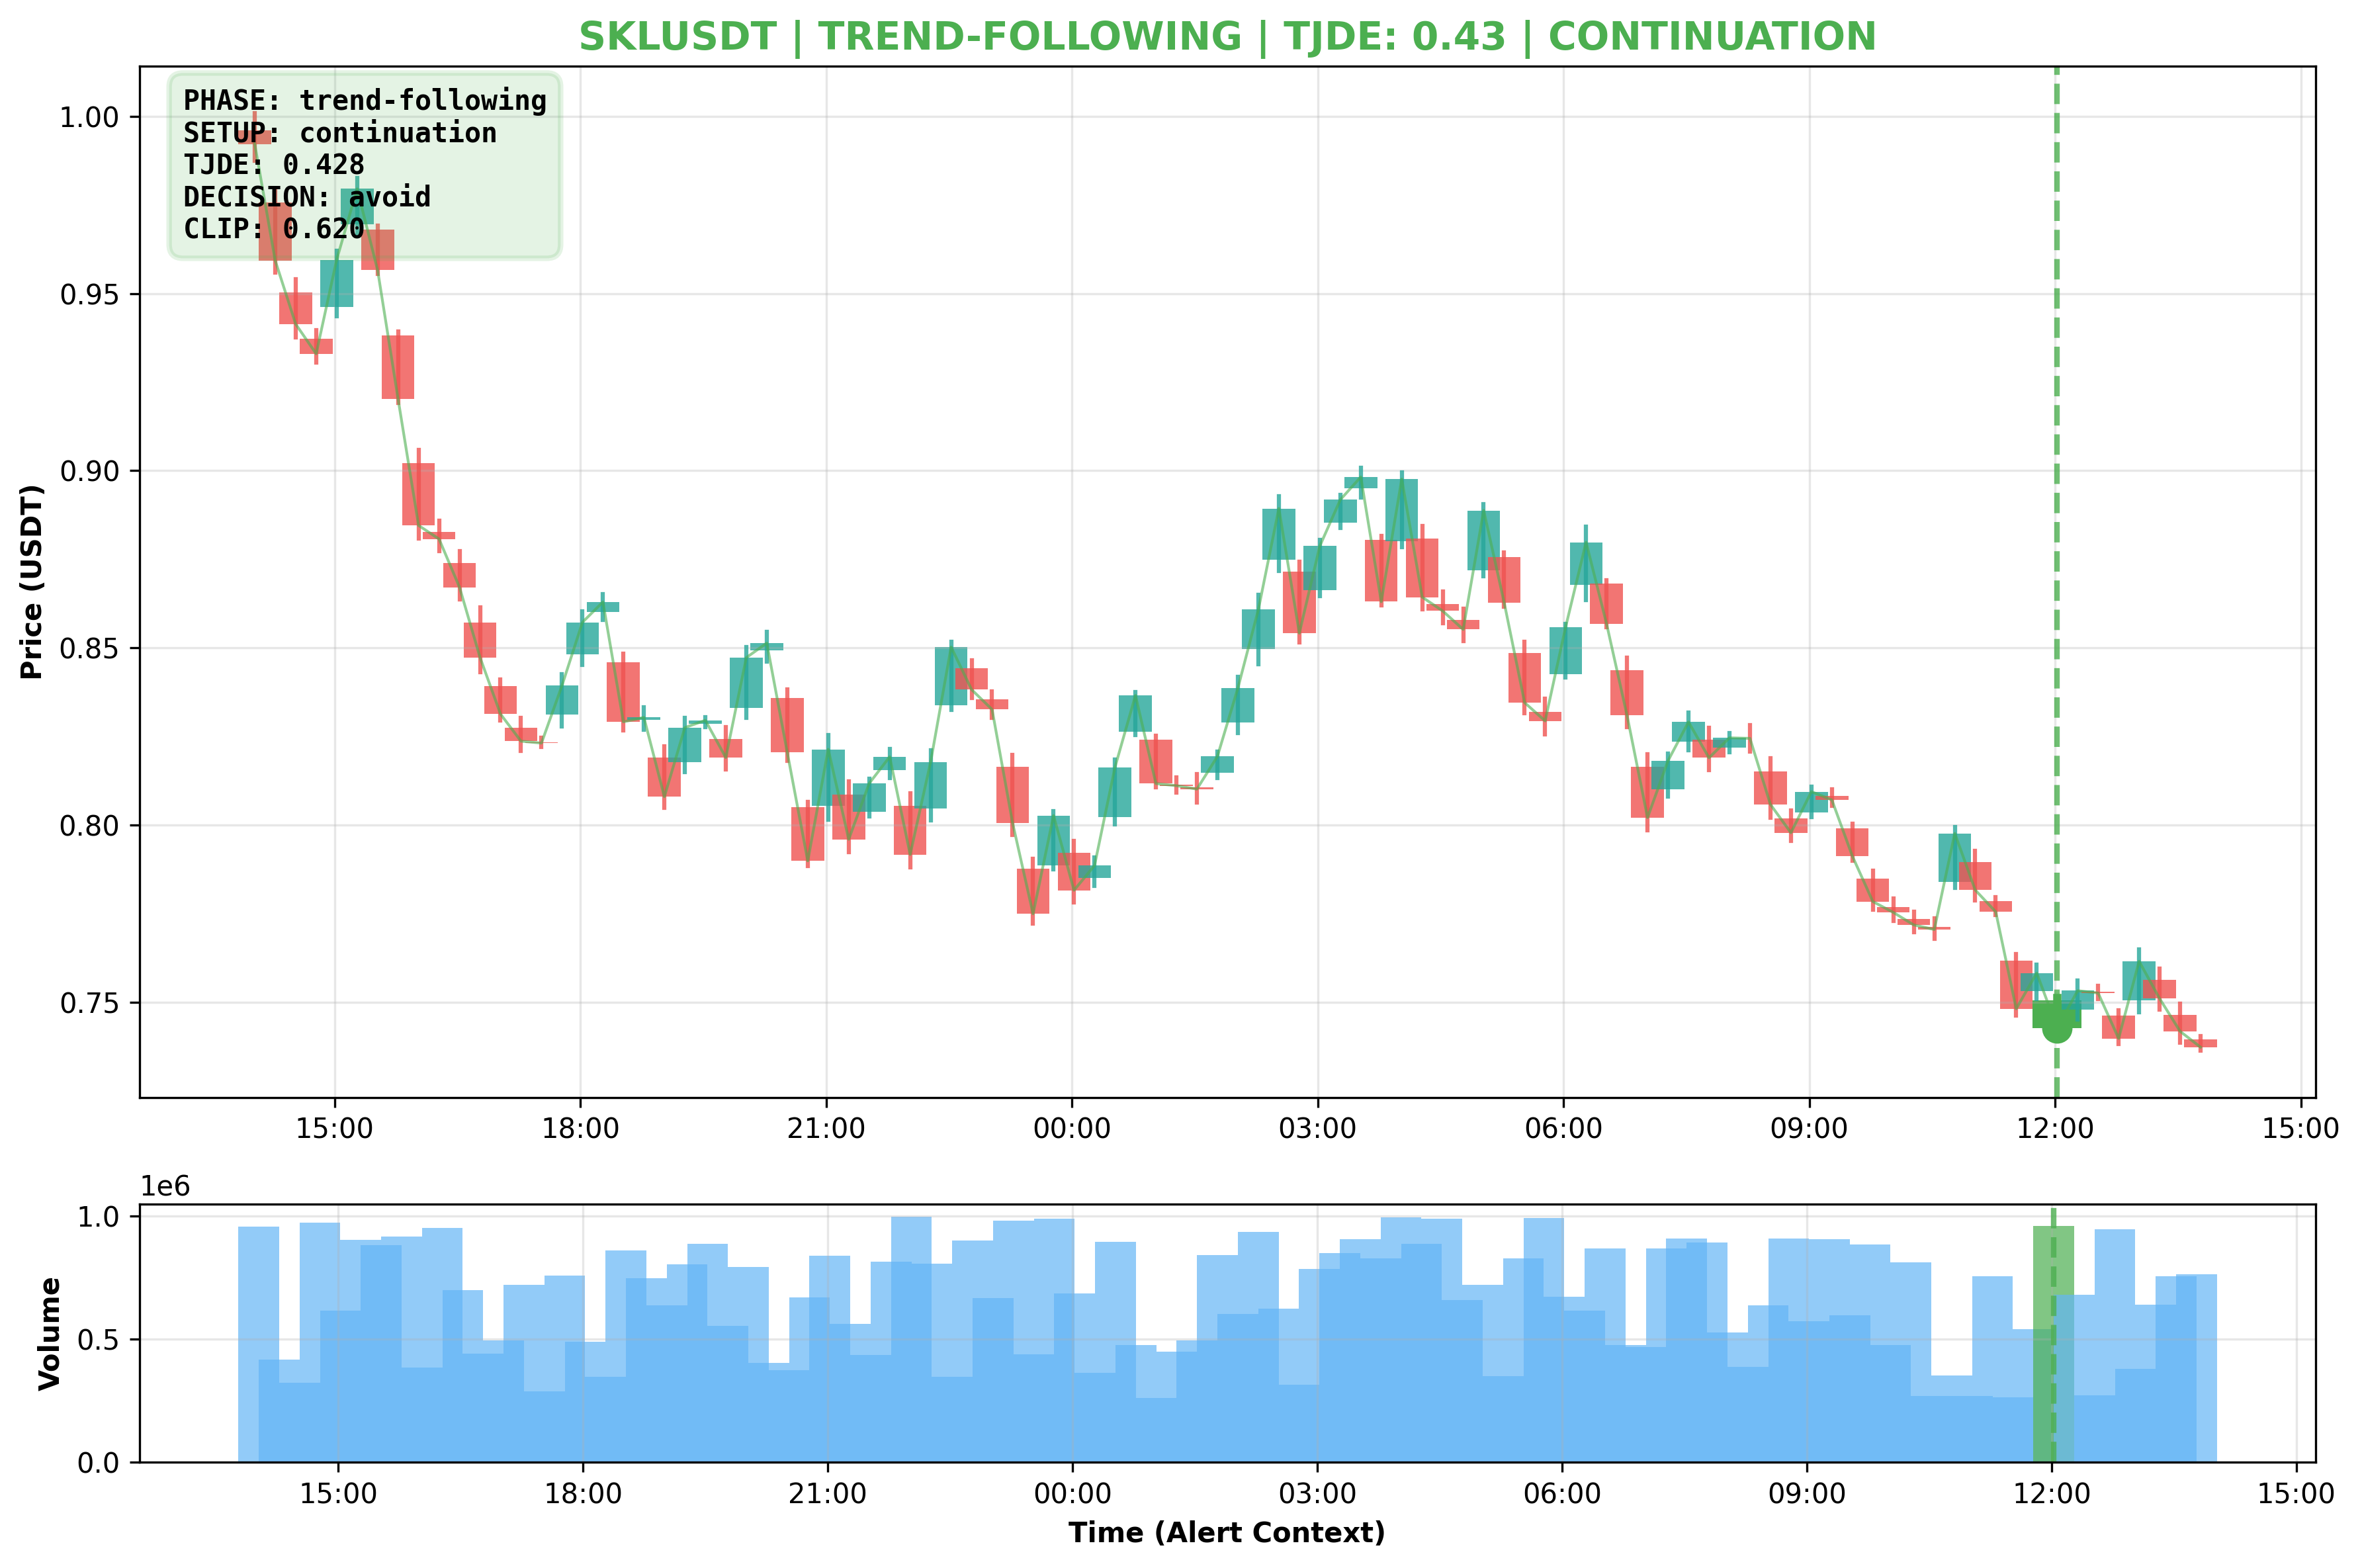 SKLUSDT | TREND-FOLLOWING | TJDE: 0.43 | CONTINUATION
PHASE: trend-following
SETUP: continuation
TJDE: 0.428
DECISION: avoid
CLIP: 0.620
Price (USDT)
1.00
0.95
0.90
0.85
0.80
0.75
15:00 18:00 21:00 00:00 03:00 06:00 09:00 12:00 15:00
1e6
Volume
1.0
0.5
0.0
15:00 18:00 21:00 00:00 03:00 06:00 09:00 12:00 15:00
Time (Alert Context)